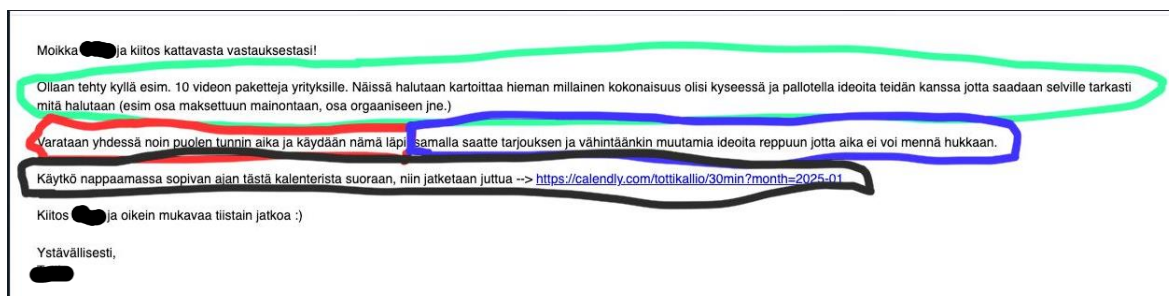 Moikka ja kiitos kattavasta vastauksestasi!
Ollaan tehty kyllä esim. 10 videon paketteja yrityksille. Näissä halutaan kartoittaa hieman millainen kokonaisuus olisi kyseessä ja pallotella ideoita teidän kanssa jotta saadaan selville tarkasti
mitä halutaan (esim osa maksettuun mainontaan, osa orgaaniseen jne.)
Varataan yhdessä noin puolen tunnin aika ja käydään nämä läpi samalla saatte tarjouksen ja vähintäänkin muutamia ideoita reppuun jotta aika ei voi mennä hukkaan.
Käytkö nappaamassa sopivan ajan tästä kalenterista suoraan, niin jatketaan juttua --> https://calendly.com/tottikallio/30min?month=2025-01
Kiitos ja oikein mukavaa tiistain jatkoa :)
Ystävällisesti,